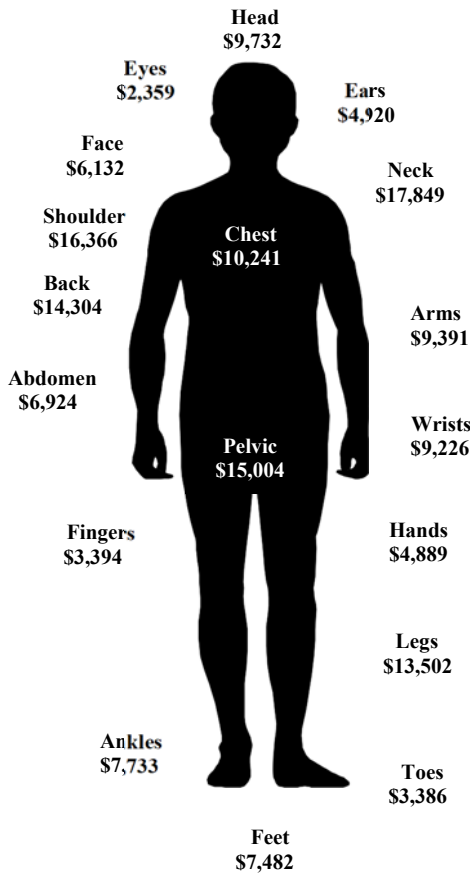 Head
$9,732
Eyes
$2,359
Ears
$4,920
Face
$6,132
Neck
$17,849
Shoulder
$16,366
Chest
$10,241
Back
$14,304
Arms
$9,391
Abdomen
$6,924
Wrists
$9,226
Pelvic
$15,004
Fingers
$3,394
Hands
$4,889
Legs
$13,502
Ankles
$7,733
Toes
$3,386
Feet
$7,482